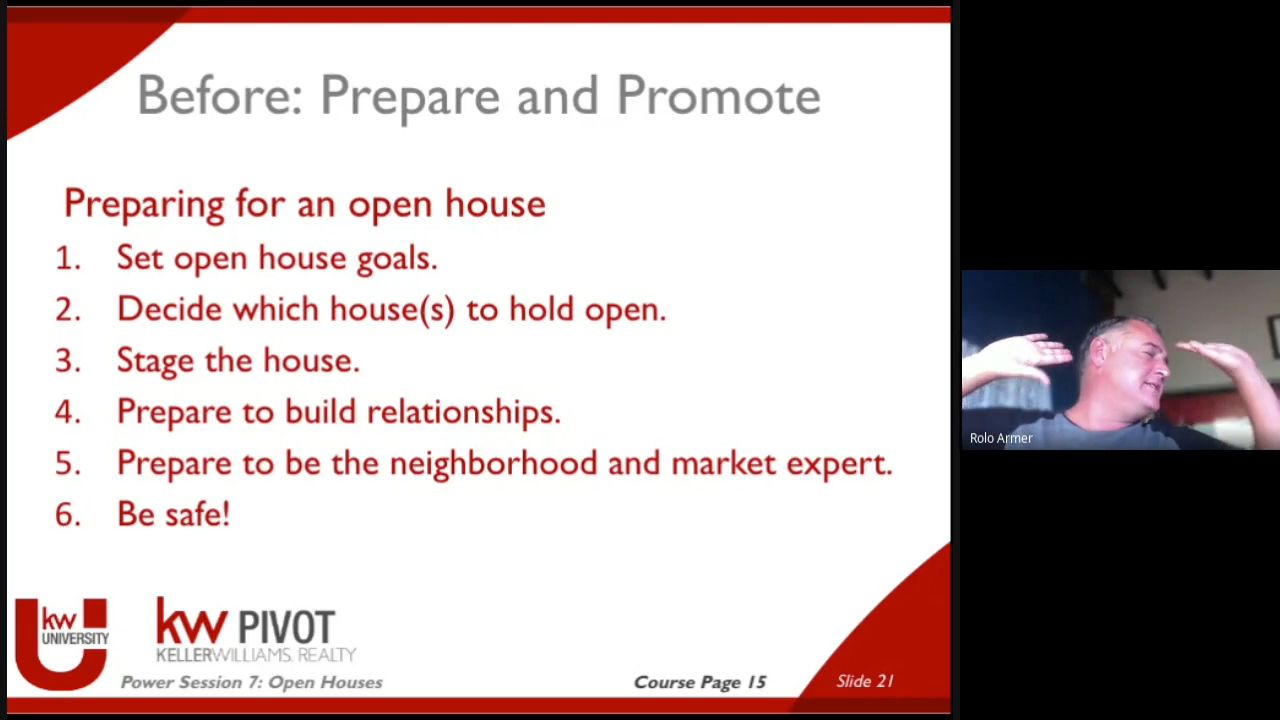 Before: Prepare and Promote
Preparing for an open house
1. Set open house goals.
2. Decide which house(s) to hold open.
3. Stage the house.
4. Prepare to build relationships.
5. Prepare to be the neighborhood and market expert.
6. Be safe!
kw
UNIVERSITY
kw PIVOT
KELLERWILLIAMS. REALTY
Power Session 7: Open Houses
Course Page 15
Slide 21
Rolo Armer